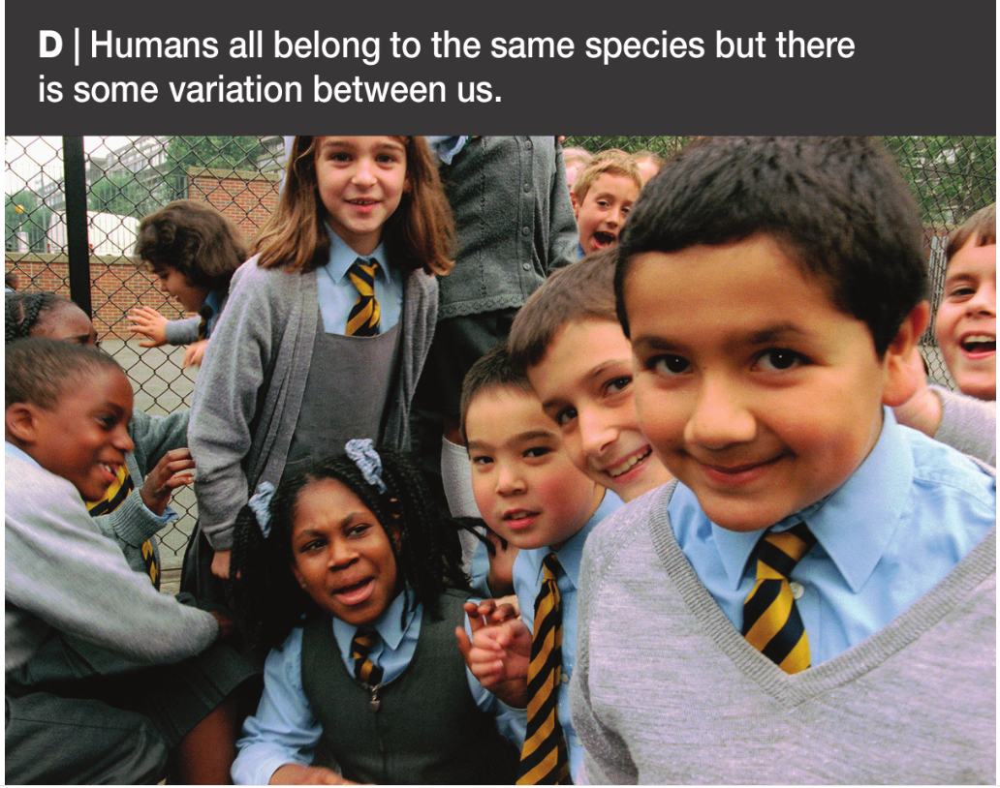 D | Humans all belong to the same species but there
is some variation between us.